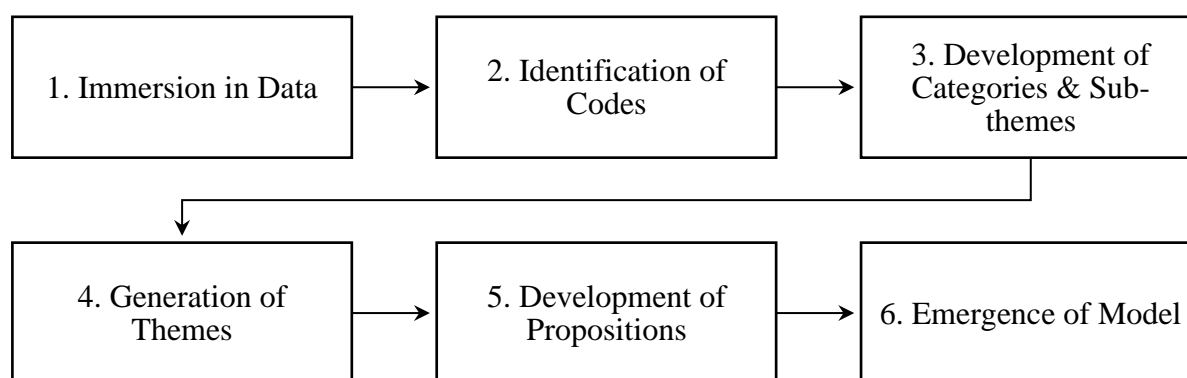 1. Immersion in Data
2. Identification of
Codes
3. Development of
Categories & Sub-
themes
4. Generation of
Themes
5. Development of
Propositions
6. Emergence of Model